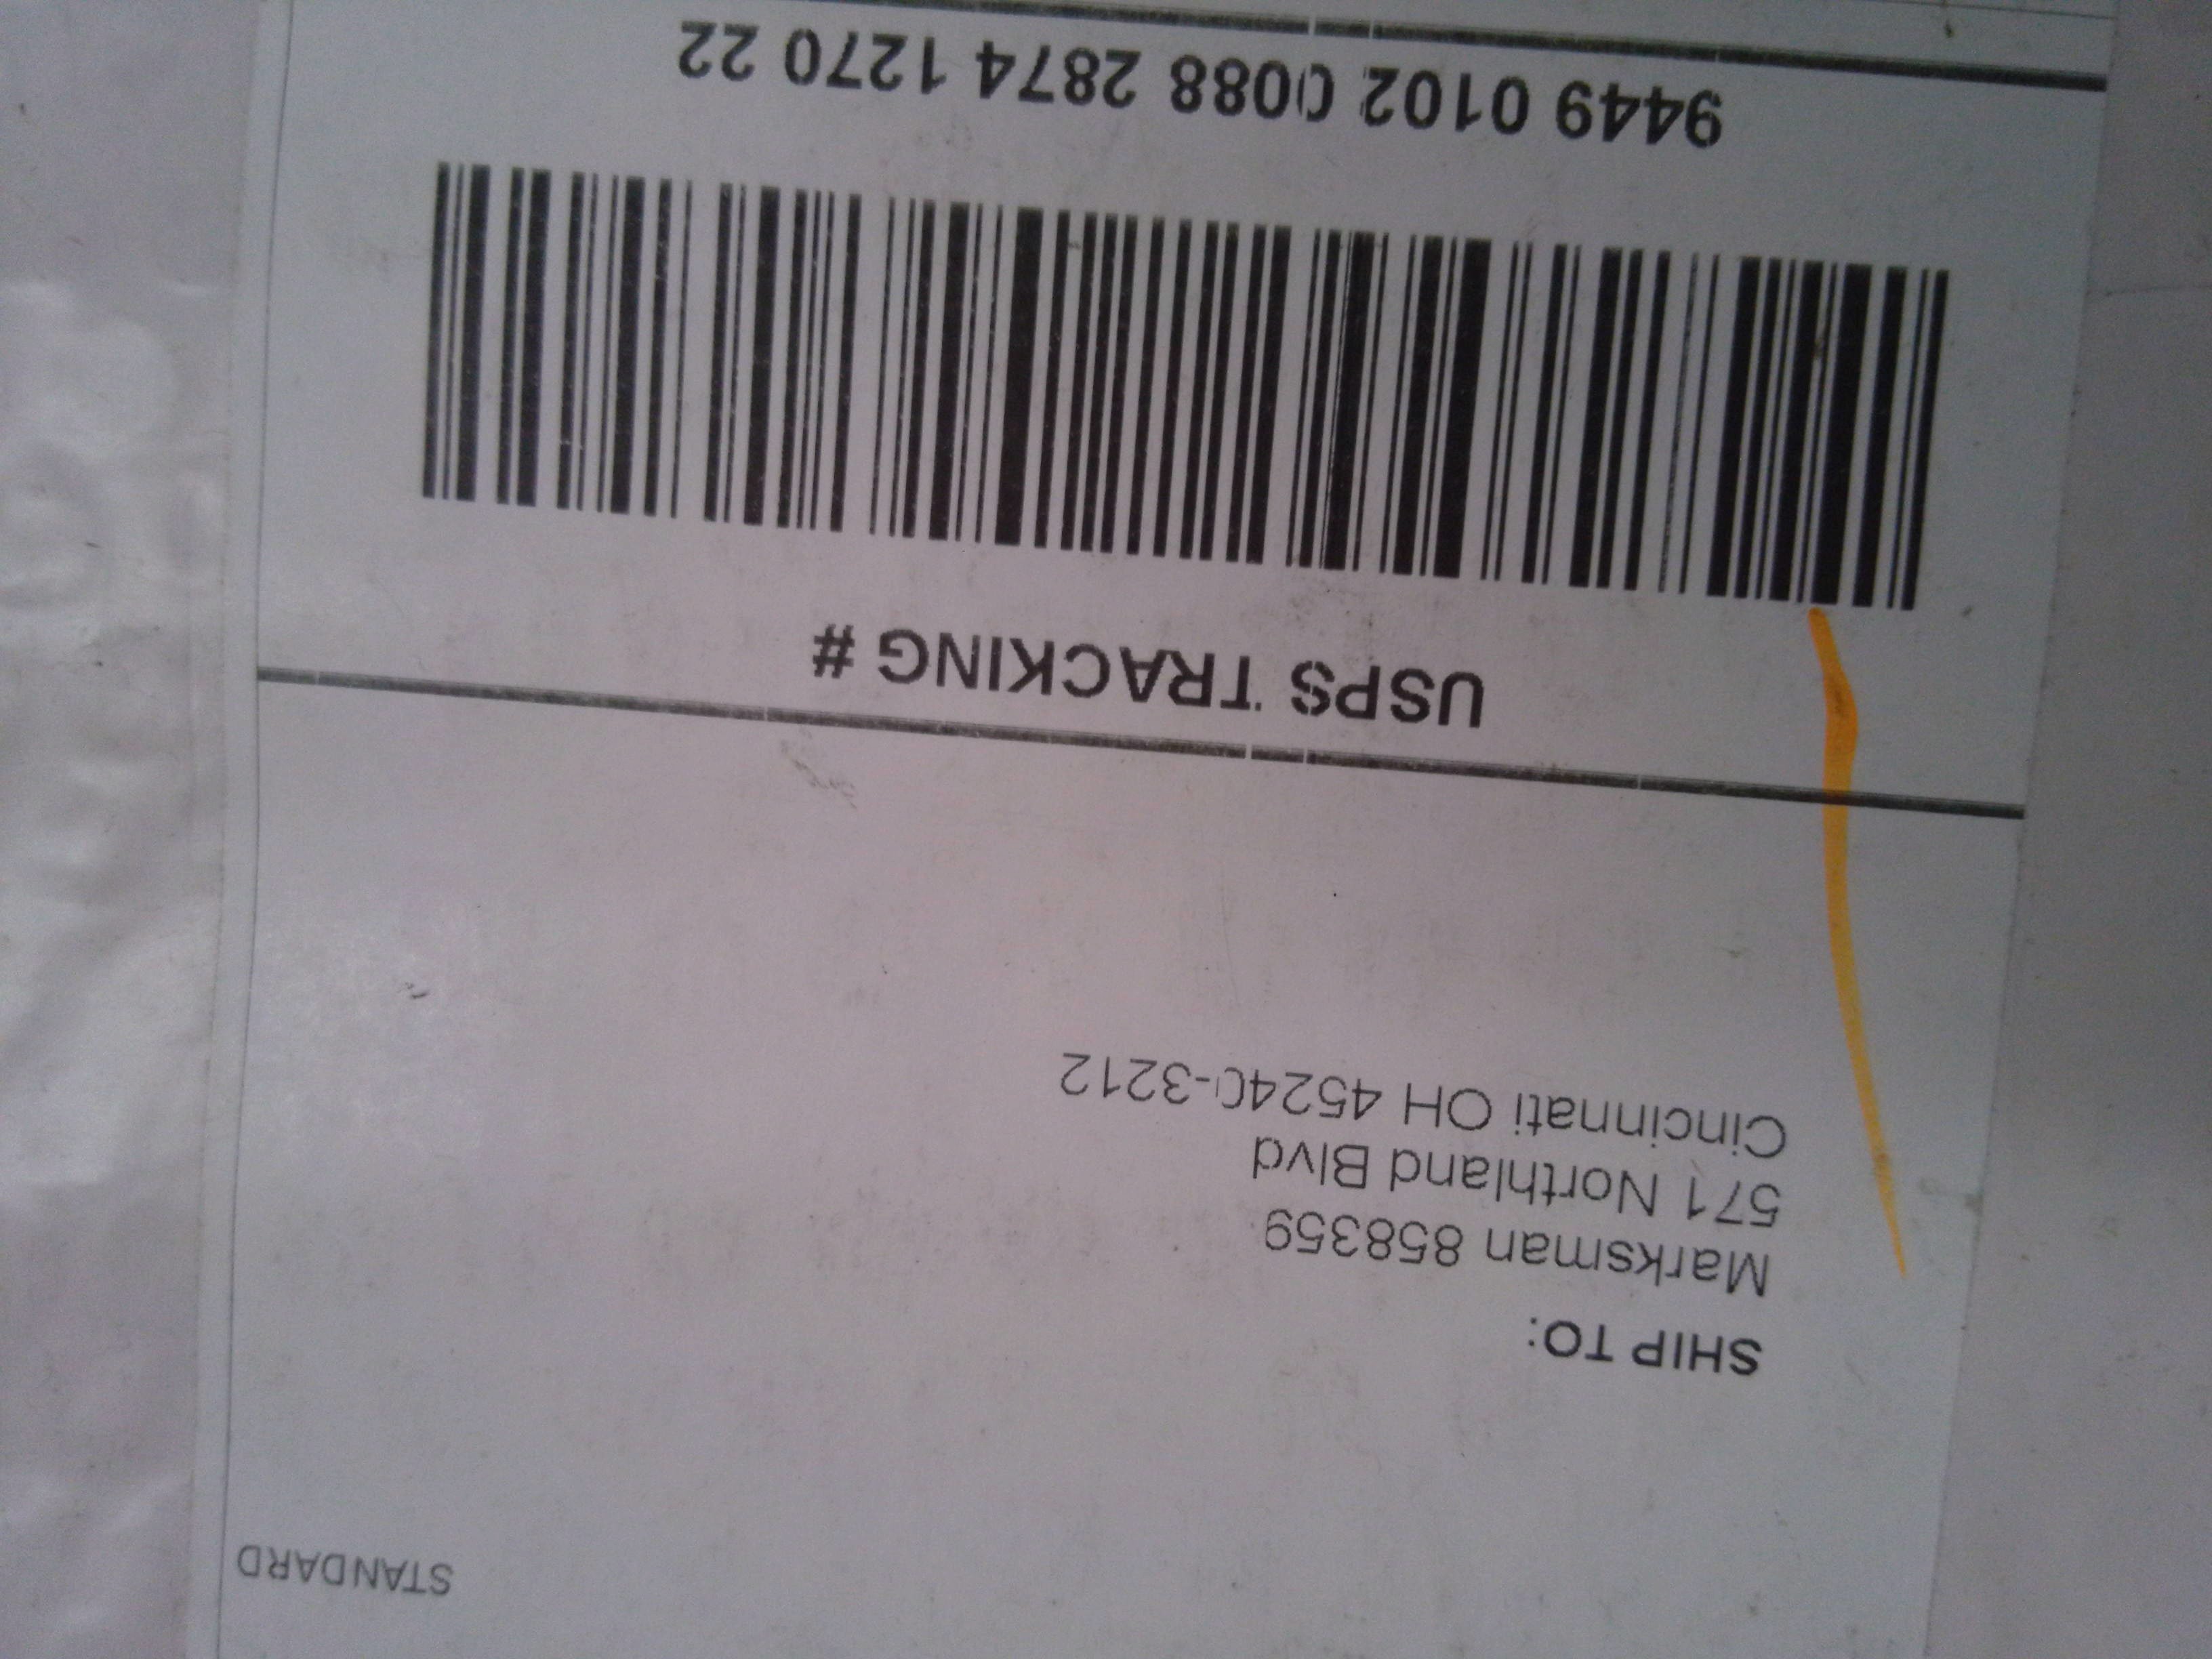 STANDARD
SHIP TO:
Marksman 858359
571 Northland Blvd
Cincinnati OH 45240-3212
USPS TRACKING #
9449 0102 0088 2874 1270 22